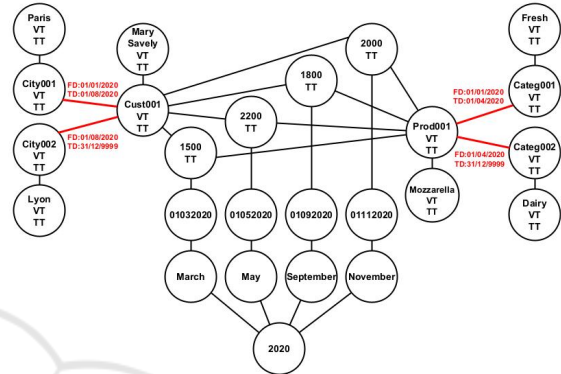 Paris
VT
TT
City001
VT
TT
FD:01/01/2020
TD:01/08/2020
City002
VT
TT
FD:01/08/2020
TD:31/12/9999
Lyon
VT
TT
Mary
Savely
VT
TT
Cust001
VT
TT
1500
TT
2200
TT
1800
TT
2000
TT
01032020
01052020
01092020
01112020
March
May
September
November
2020
Prod001
VT
TT
Mozzarella
VT
TT
FD:01/01/2020
TD:01/04/2020
FD:01/04/2020
TD:31/12/9999
Fresh
VT
TT
Categ001
VT
TT
Categ002
VT
TT
Dairy
VT
TT